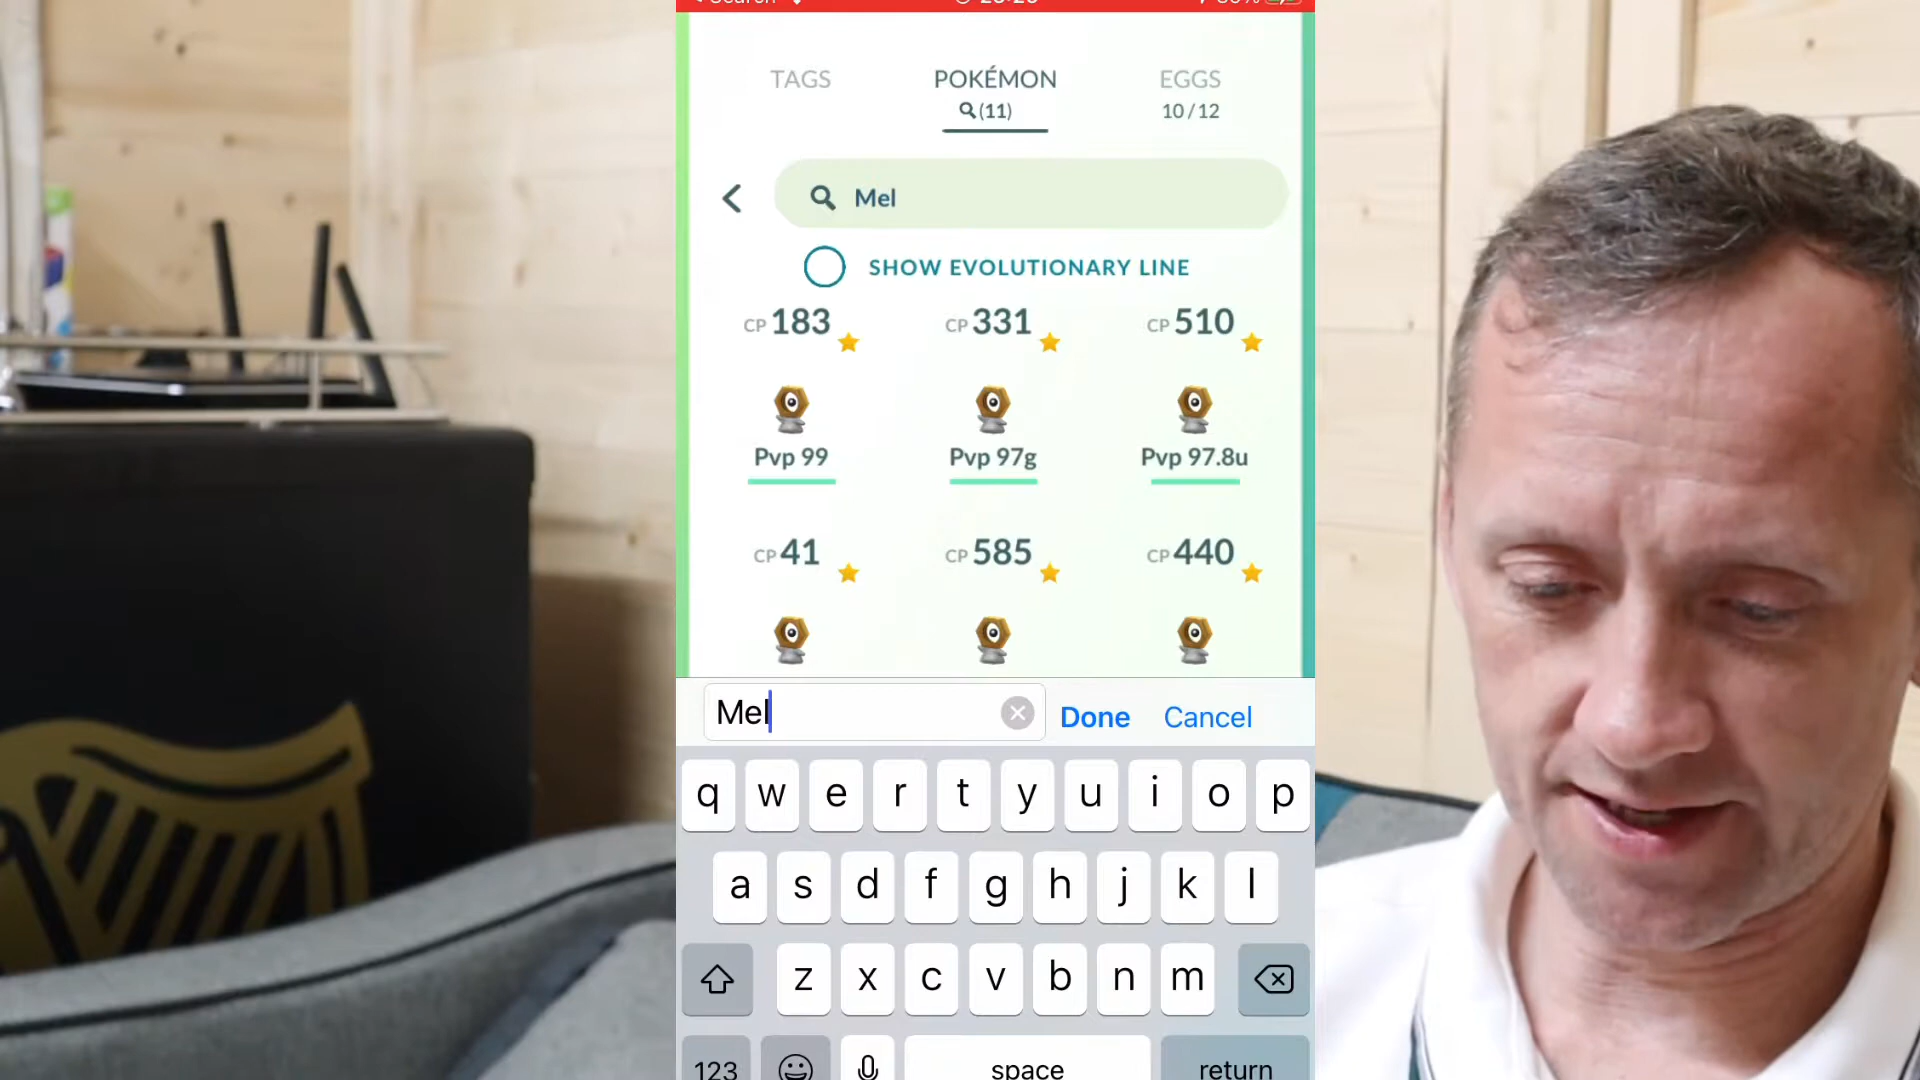 TAGS
POKÉMON
EGGS
(11)
10/12
Mel
SHOW EVOLUTIONARY LINE
CP 183
CP 331
CP 510
Pvp 99
Pvp 97g
Pvp 97.8u
CP 41
CP 585
CP 440
Mel
Done
Cancel
q w e r t y u i o p
a s d f g h j k l
z x c v b n m
123
space
return